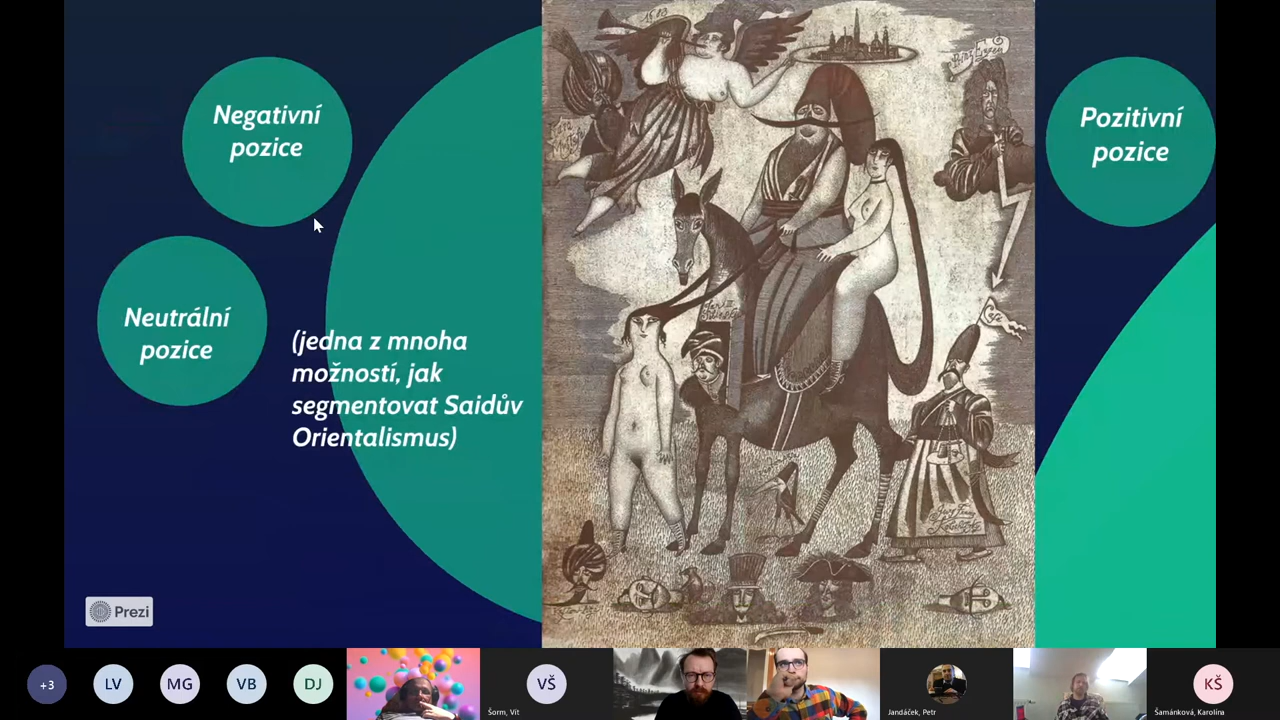 Negativní
pozice
Neutrální
pozice
(jedna z mnoha
možností, jak
segmentovat Saidův
Orientalismus)
Pozitivní
pozice
Prezi
+3
LV
MG
VB
DJ
VŠ
Šorm, Vít
Jandáček, Petr
KŠ
Šamánková, Karolína